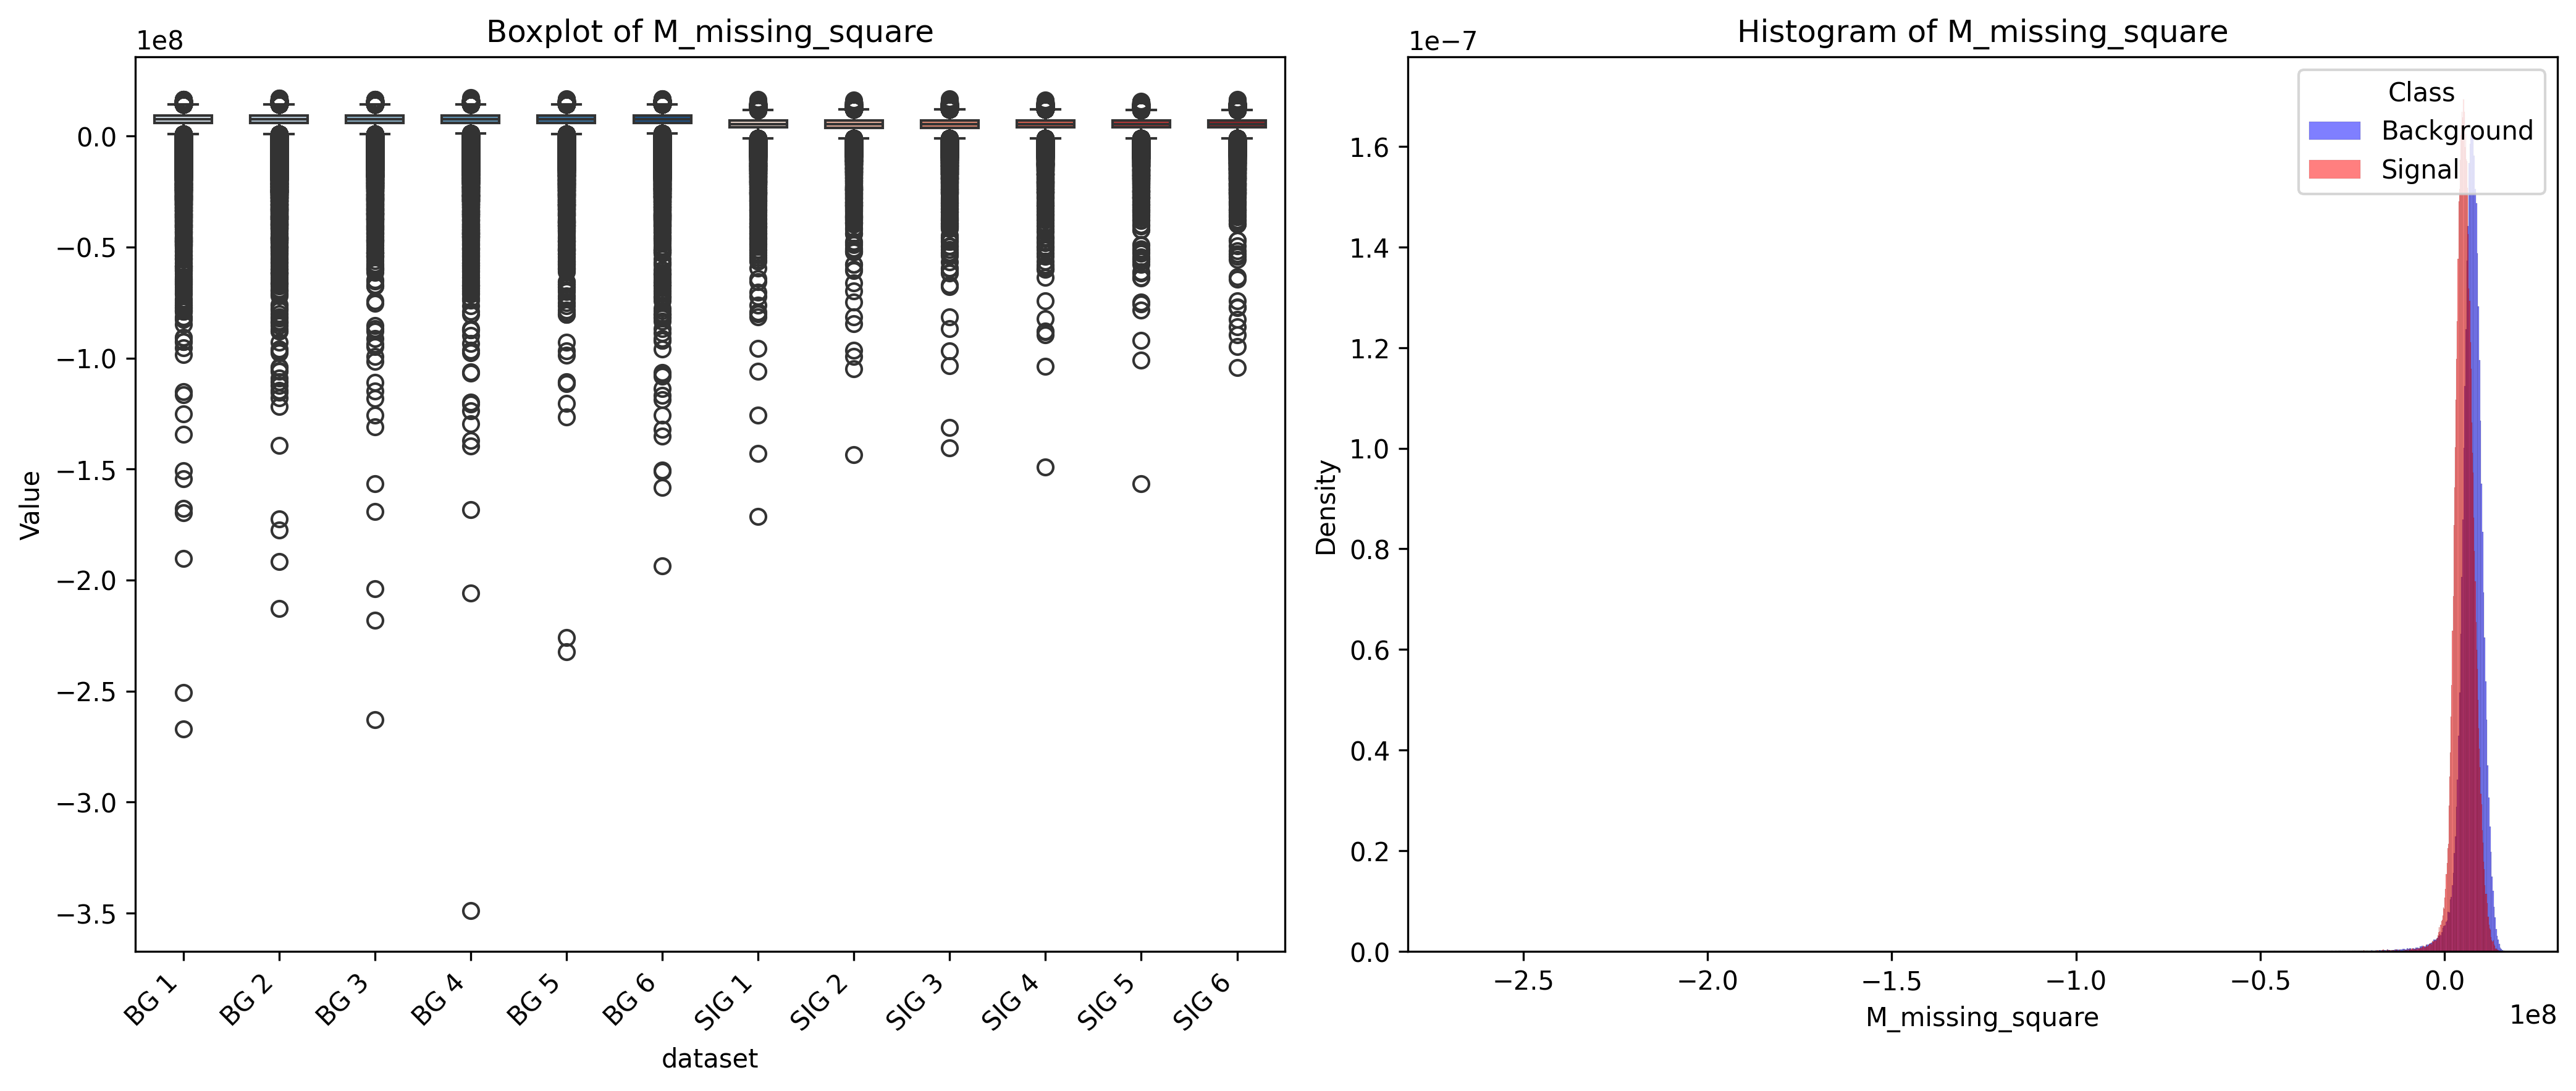 Boxplot of M_missing_square
1e8
0.0
−0.5
−1.0
−1.5
−2.0
−2.5
−3.0
−3.5
Value
BG 1
BG 2
BG 3
BG 4
BG 5
BG 6
SIG 1
SIG 2
SIG 3
SIG 4
SIG 5
SIG 6
dataset
Histogram of M_missing_square
1e−7
Class
Background
Signal
1.6
1.4
1.2
1.0
0.8
0.6
0.4
0.2
0.0
Density
−2.5
−2.0
−1.5
−1.0
−0.5
0.0
M_missing_square
1e8